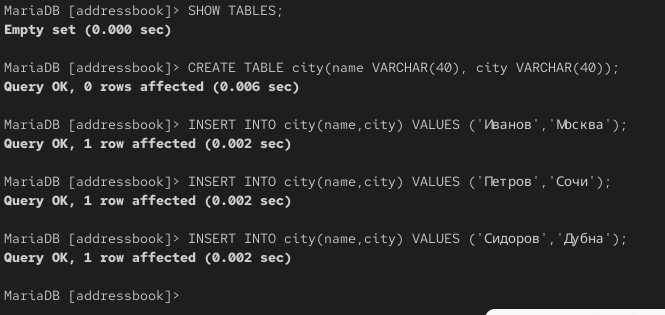 MariaDB [addressbook]> SHOW TABLES;
Empty set (0.000 sec)
MariaDB [addressbook]> CREATE TABLE city(name VARCHAR(40), city VARCHAR(40));
Query OK, 0 rows affected (0.006 sec)
MariaDB [addressbook]> INSERT INTO city(name,city) VALUES ('Иванов','Москва');
Query OK, 1 row affected (0.002 sec)
MariaDB [addressbook]> INSERT INTO city(name,city) VALUES ('Петров','Сочи');
Query OK, 1 row affected (0.002 sec)
MariaDB [addressbook]> INSERT INTO city(name,city) VALUES ('Сидоров','Дубна');
Query OK, 1 row affected (0.002 sec)
MariaDB [addressbook]>